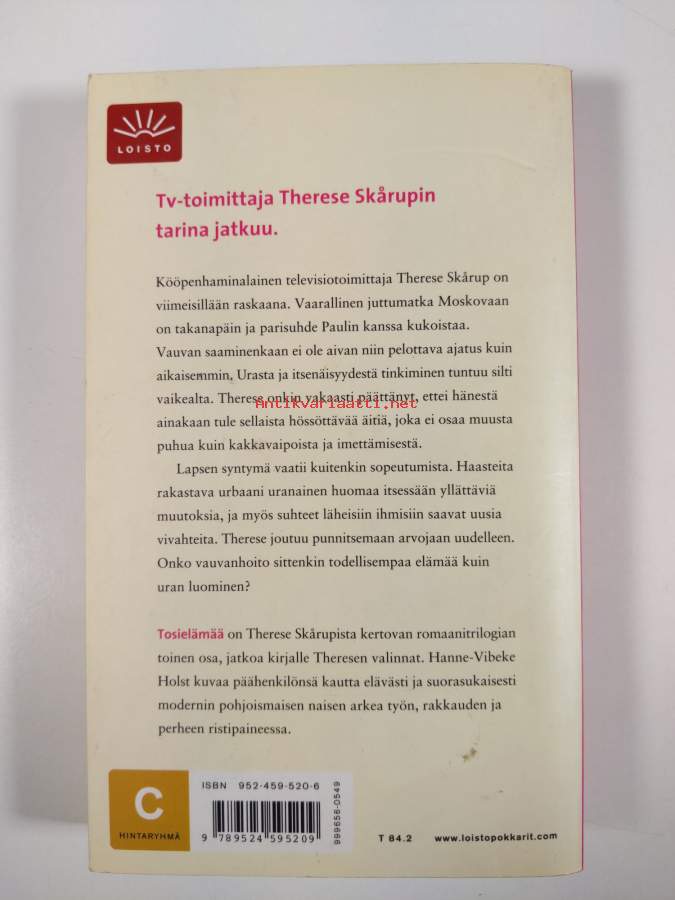 LOISTO
Tv-toimittaja Therese Skårupin
tarina jatkuu.
Kööpenhaminalainen televisiotoimittaja Therese Skårup on
viimeisillään raskaana. Vaarallinen juttumatka Moskovaan
on takanapäin ja parisuhde Paulin kanssa kukoistaa.
Vauvan saaminenkaan ei ole aivan niin pelottava ajatus kuin
aikaisemmin. Urasta ja itsenäisyydestä tinkiminen tuntuu silti
vaikealta. Therese onkin vakaasti päättänyt, ettei hänestä
Antikvariaatti.net
ainakaan tule sellaista hössöttävää äitiä, joka ei osaa muusta
puhua kuin kakkavaipoista ja imettämisestä.
Lapsen syntymä vaatii kuitenkin sopeutumista. Haasteita
rakastava urbaani uranainen huomaa itsessään yllättäviä
muutoksia, ja myös suhteet läheisiin ihmisiin saavat uusia
vivahteita. Therese joutuu punnitsemaan arvojaan uudelleen.
Onko vauvanhoito sittenkin todellisempaa elämää kuin
uran luominen?
Tosielämää on Therese Skårupista kertovan romaanitrilogian
toinen osa, jatkoa kirjalle Theresen valinnat. Hanne-Vibeke
Holst kuvaa päähenkilönsä kautta elävästi ja suorasukaisesti
modernin pohjoismaisen naisen arkea työn, rakkauden ja
perheen ristipaineessa.
C
HINTARYHMÄ
ISBN 952-459-520-6
9 789524 595209
999656-0549
T 84.2
www.loistopokkarit.com